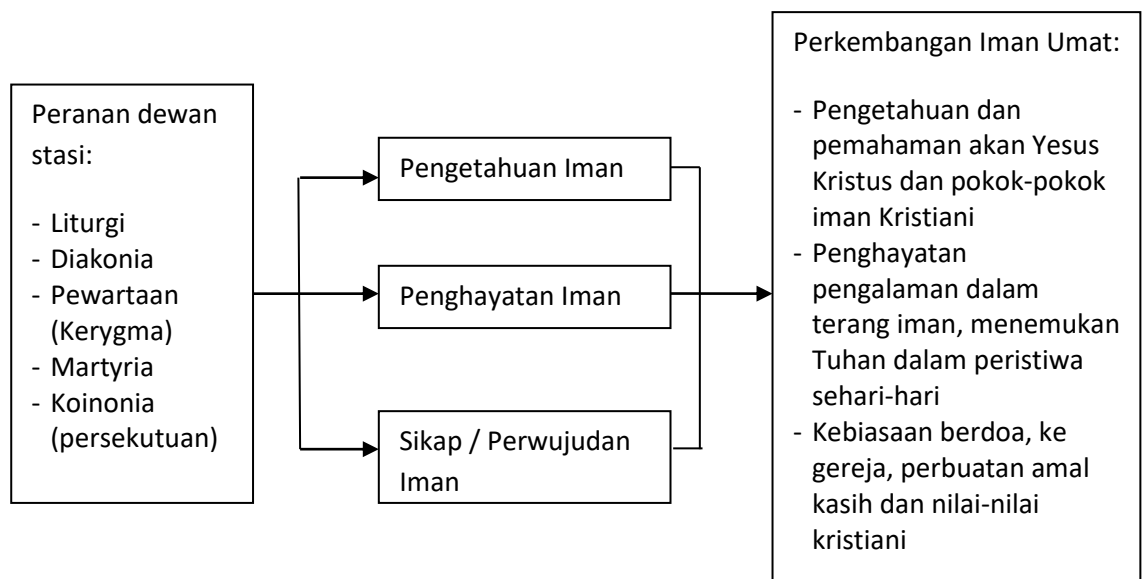 Peranan dewan
stasi:
- Liturgi
- Diakonia
- Pewartaan
(Kerygma)
- Martyria
- Koinonia
(persekutuan)
Pengetahuan Iman
Penghayatan Iman
Sikap / Perwujudan
Iman
Perkembangan Iman Umat:
- Pengetahuan dan
pemahaman akan Yesus
Kristus dan pokok-pokok
iman Kristiani
- Penghayatan
pengalaman dalam
terang iman, menemukan
Tuhan dalam peristiwa
sehari-hari
- Kebiasaan berdoa, ke
gereja, perbuatan amal
kasih dan nilai-nilai
kristiani